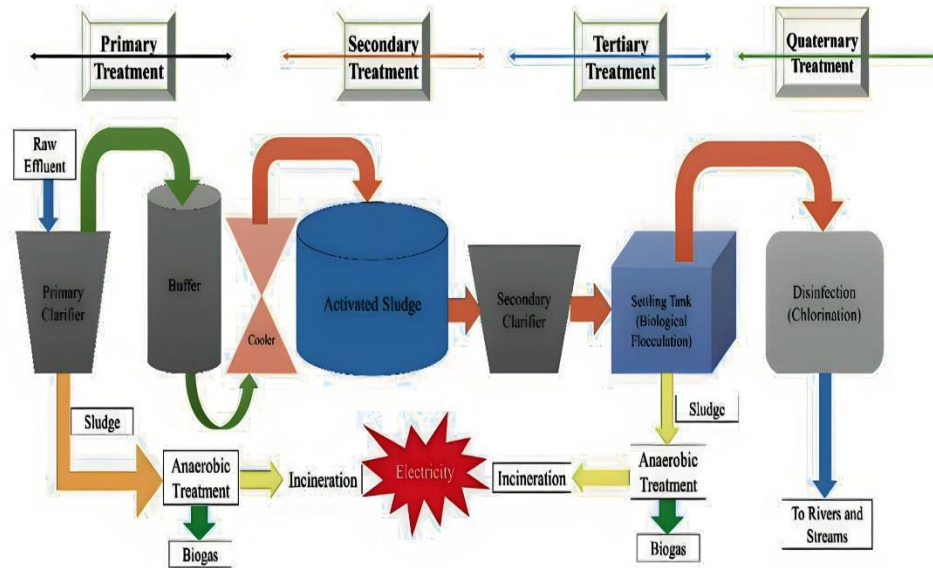 Primary
Treatment
Secondary
Treatment
Tertiary
Treatment
Quaternary
Treatment
Raw
Effluent
Primary
Clarifier
Buffer
Cooler
Activated Sludge
Secondary
Clarifier
Settling Tank
(Biological
Flocculation)
Disinfection
(Chlorination)
Sludge
Sludge
Anaerobic
Treatment
Incineration
Electricity
Incineration
Anaerobic
Treatment
Biogas
Biogas
To Rivers and
Streams